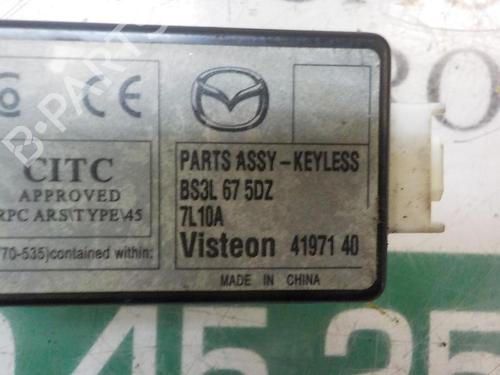 CE
CITC
APPROVED
RPC ARS\TYPE\45
70-535)contained within:
PARTS ASSY-KEYLESS
BS3L 67 5DZ
7L10A
Visteon 41971 40
MADE IN CHINA